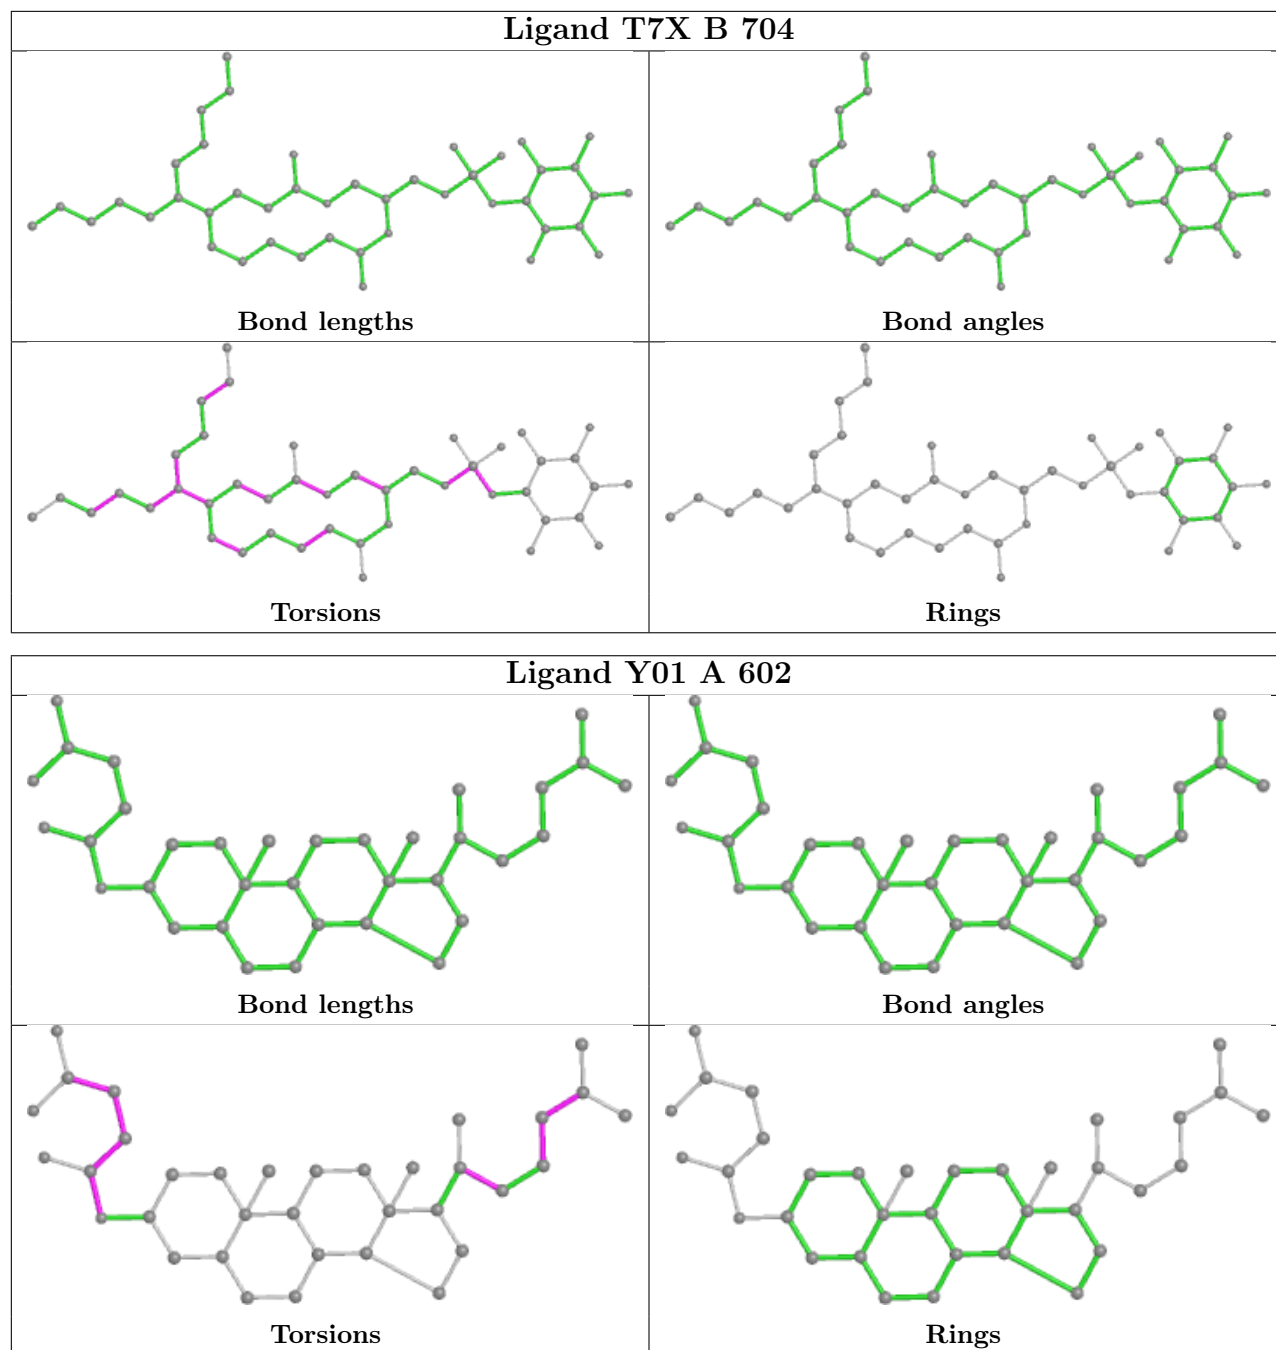 Ligand T7X B 704
Bond lengths
Bond angles
Torsions
Rings
Ligand Y01 A 602
Bond lengths
Bond angles
Torsions
Rings